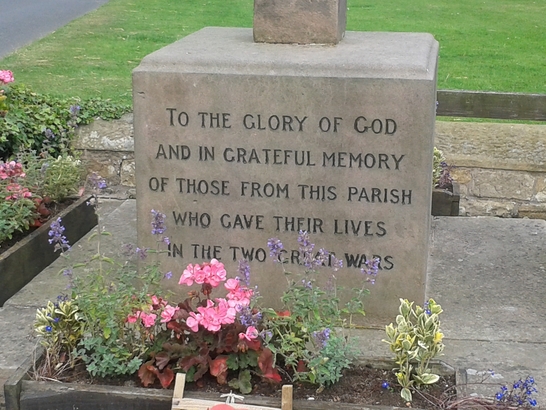 TO THE GLORY OF GOD
AND IN GRATEFUL MEMORY
OF THOSE FROM THIS PARISH
WHO GAVE THEIR LIVES
IN THE TWO GREAT WARS